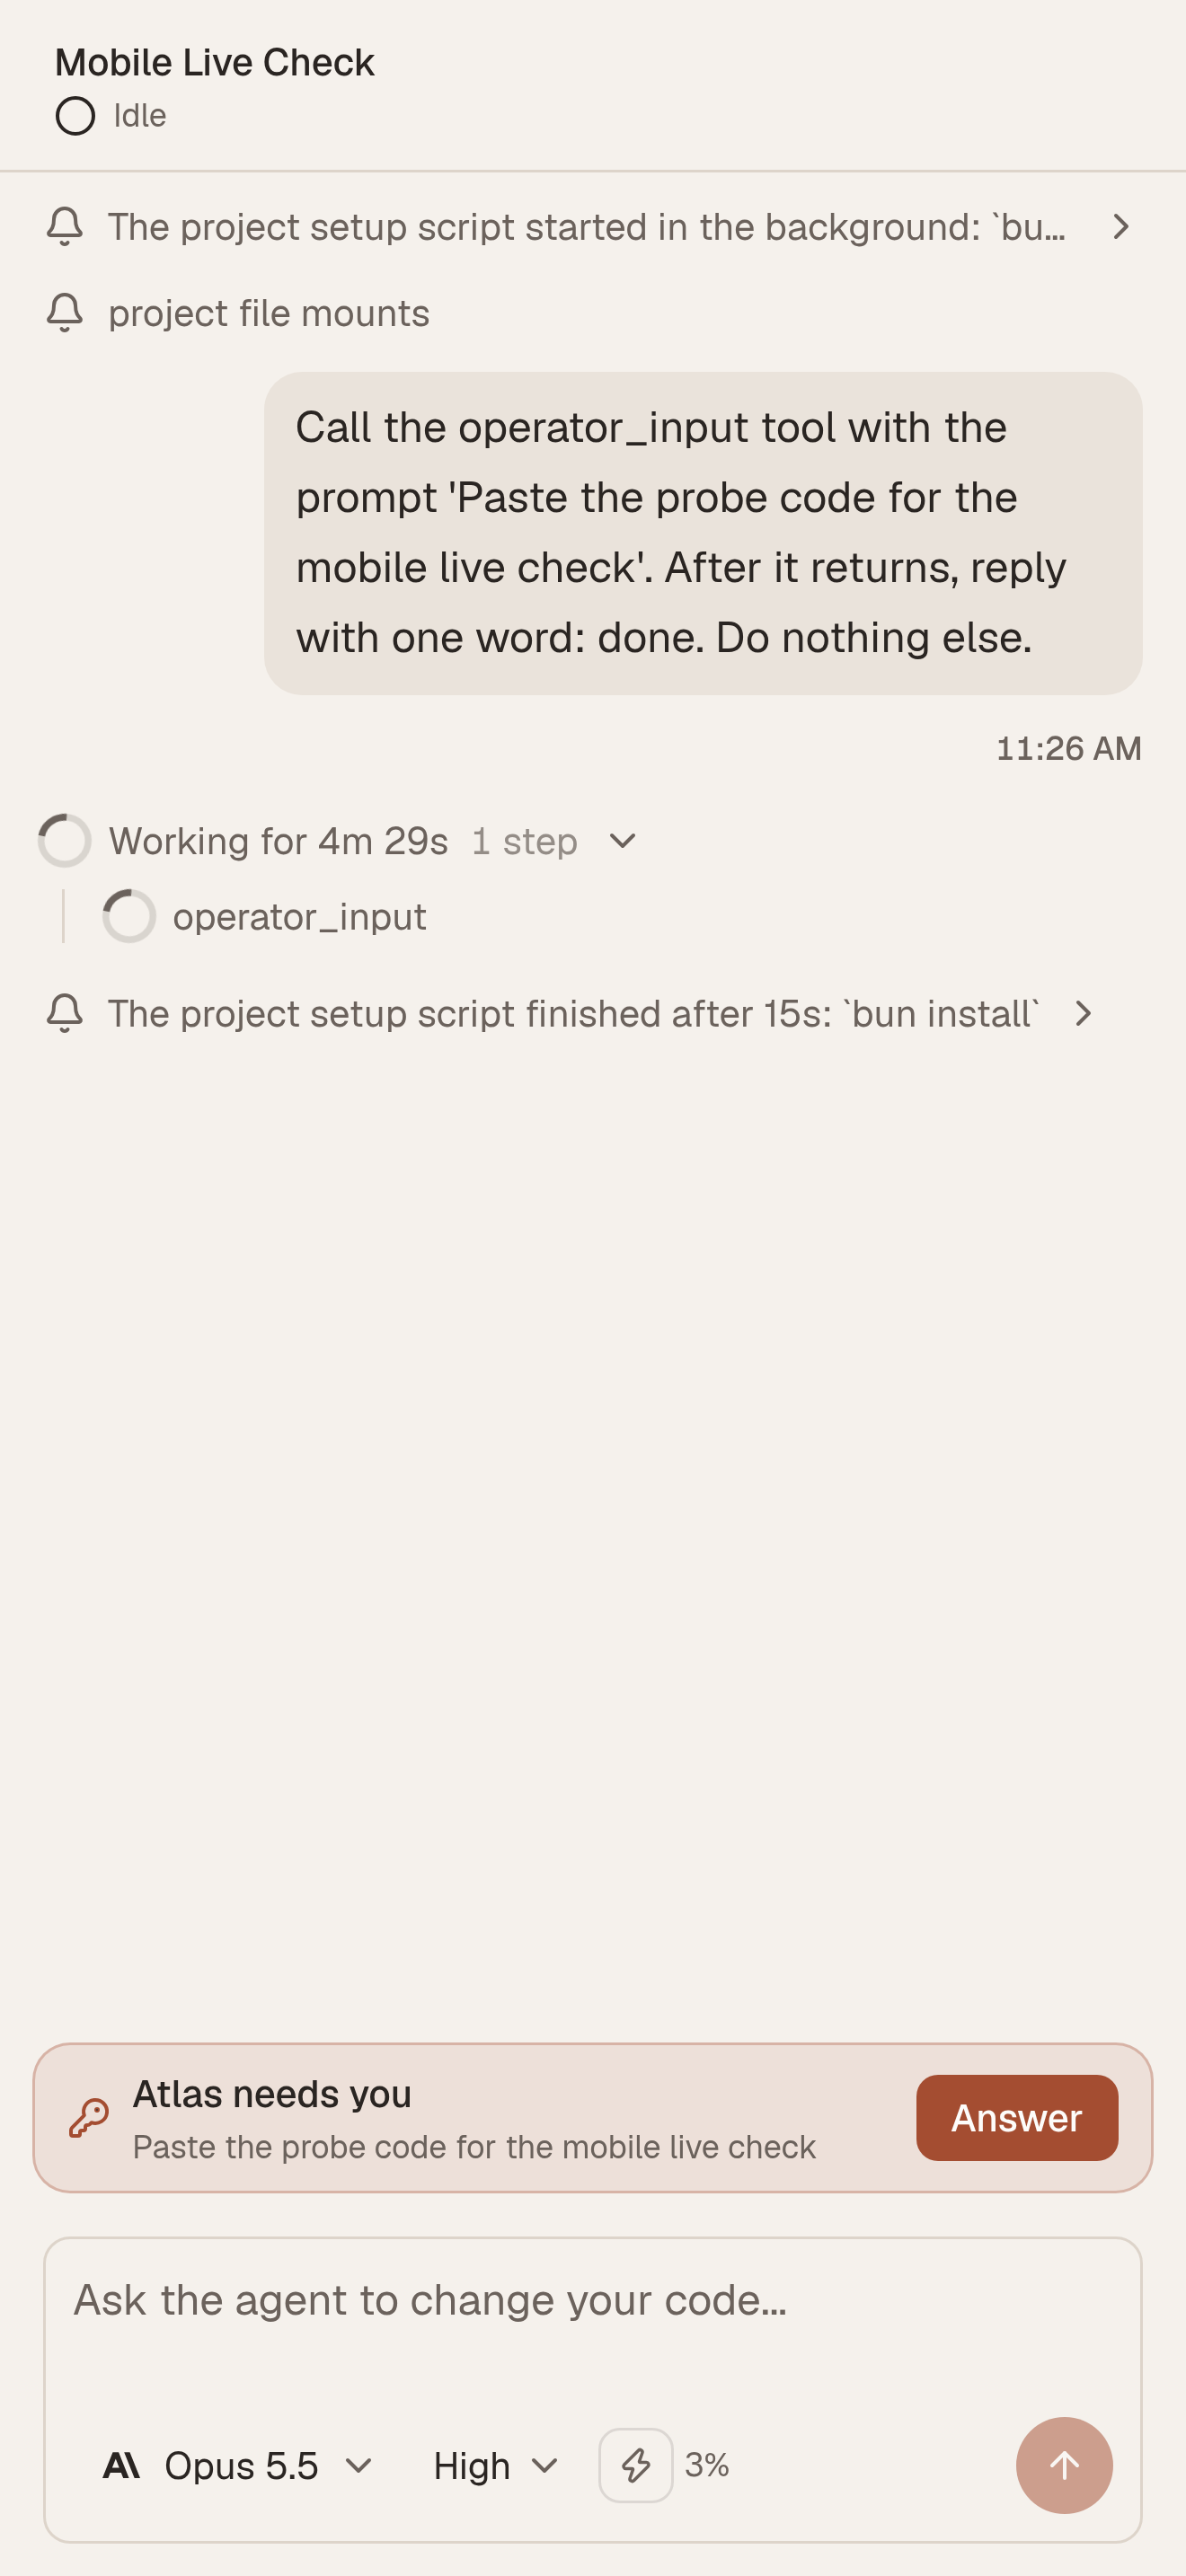 Mobile Live Check
Idle
The project setup script started in the background: `bu...
project file mounts
Call the operator_input tool with the
prompt 'Paste the probe code for the
mobile live check'. After it returns, reply
with one word: done. Do nothing else.
11:26 AM
Working for 4m 29s 1 step
operator_input
The project setup script finished after 15s: `bun install`
Atlas needs you
Paste the probe code for the mobile live check
Answer
Ask the agent to change your code...
Opus 5.5 High 3%